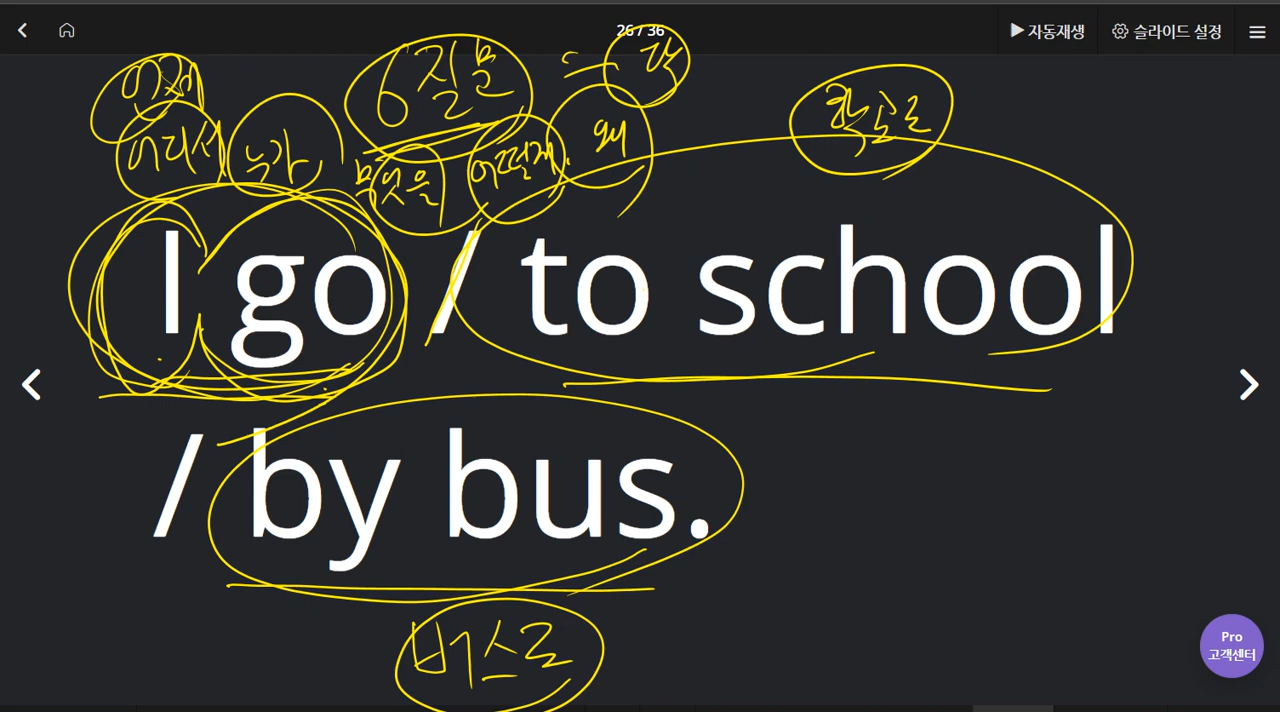 26 / 36
▶ 자동재생
슬라이드 설정
6 질문 =
언제
어디서 누가, 무엇을 어떻게, 왜
학교로
I go / to school
/ by bus.
버스로
Pro
고객센터